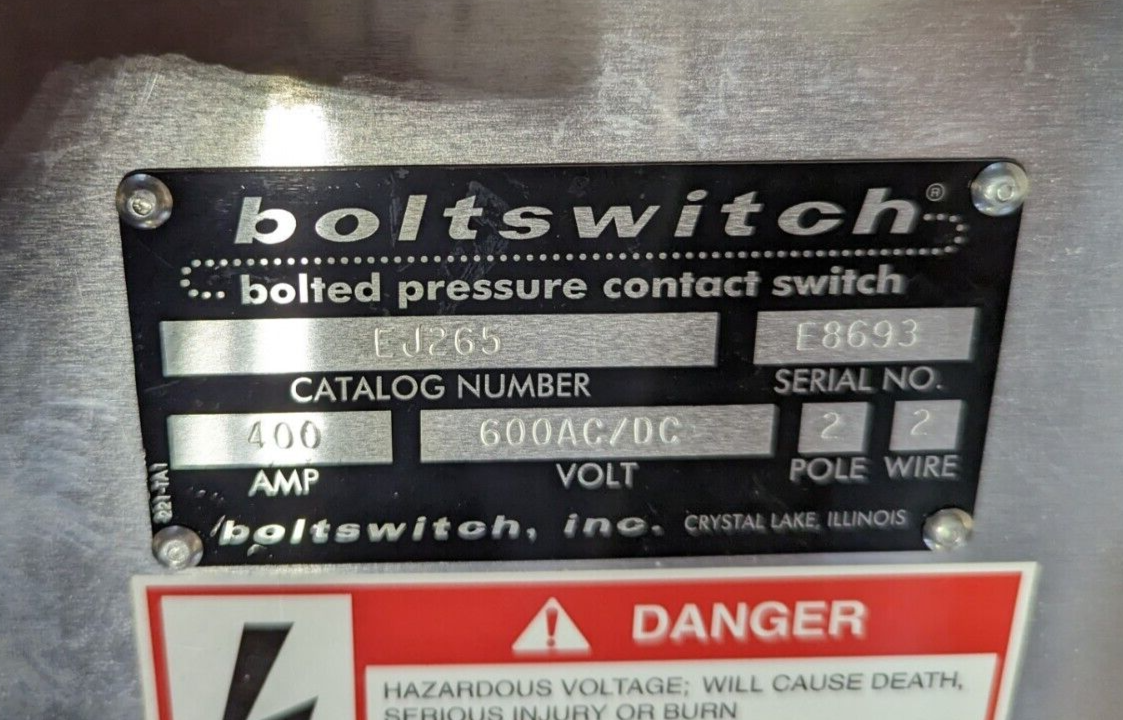 boltswitch®
bolted pressure contact switch
EJ265 E8693
CATALOG NUMBER SERIAL NO.
400 600AC/DC 2 2
AMP VOLT POLE WIRE
221-1A1
boltswitch, inc. CRYSTAL LAKE, ILLINOIS
DANGER
HAZARDOUS VOLTAGE; WILL CAUSE DEATH,
SERIOUS INJURY OR BURN